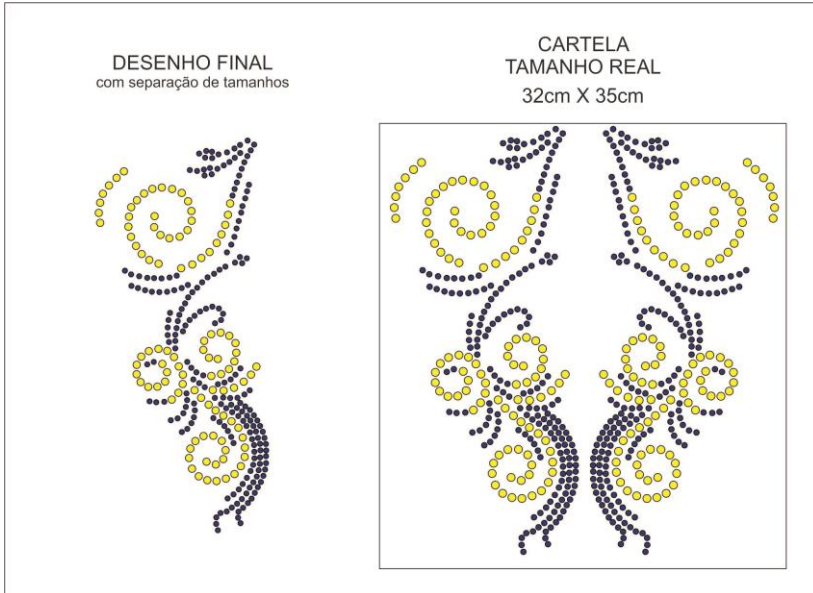 DESENHO FINAL
com separação de tamanhos
CARTELA
TAMANHO REAL
32cm X 35cm